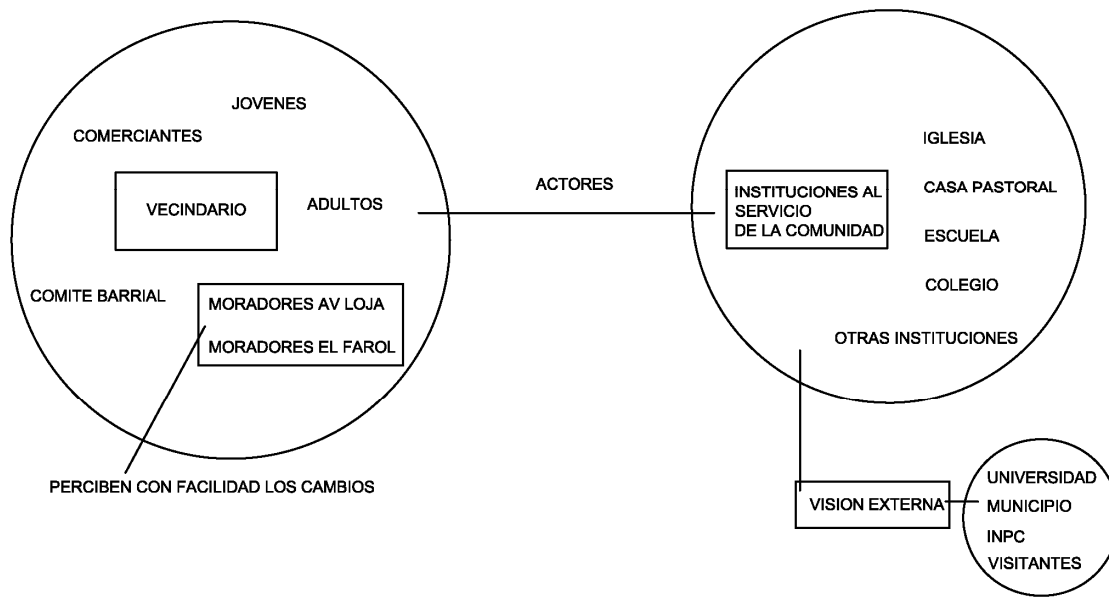 JOVENES
COMERCIANTES
VECINDARIO
ADULTOS
COMITE BARRIAL
MORADORES AV LOJA
MORADORES EL FAROL
PERCIBEN CON FACILIDAD LOS CAMBIOS
ACTORES
INSTITUCIONES AL
SERVICIO
DE LA COMUNIDAD
IGLESIA
CASA PASTORAL
ESCUELA
COLEGIO
OTRAS INSTITUCIONES
VISION EXTERNA
UNIVERSIDAD
MUNICIPIO
INPC
VISITANTES